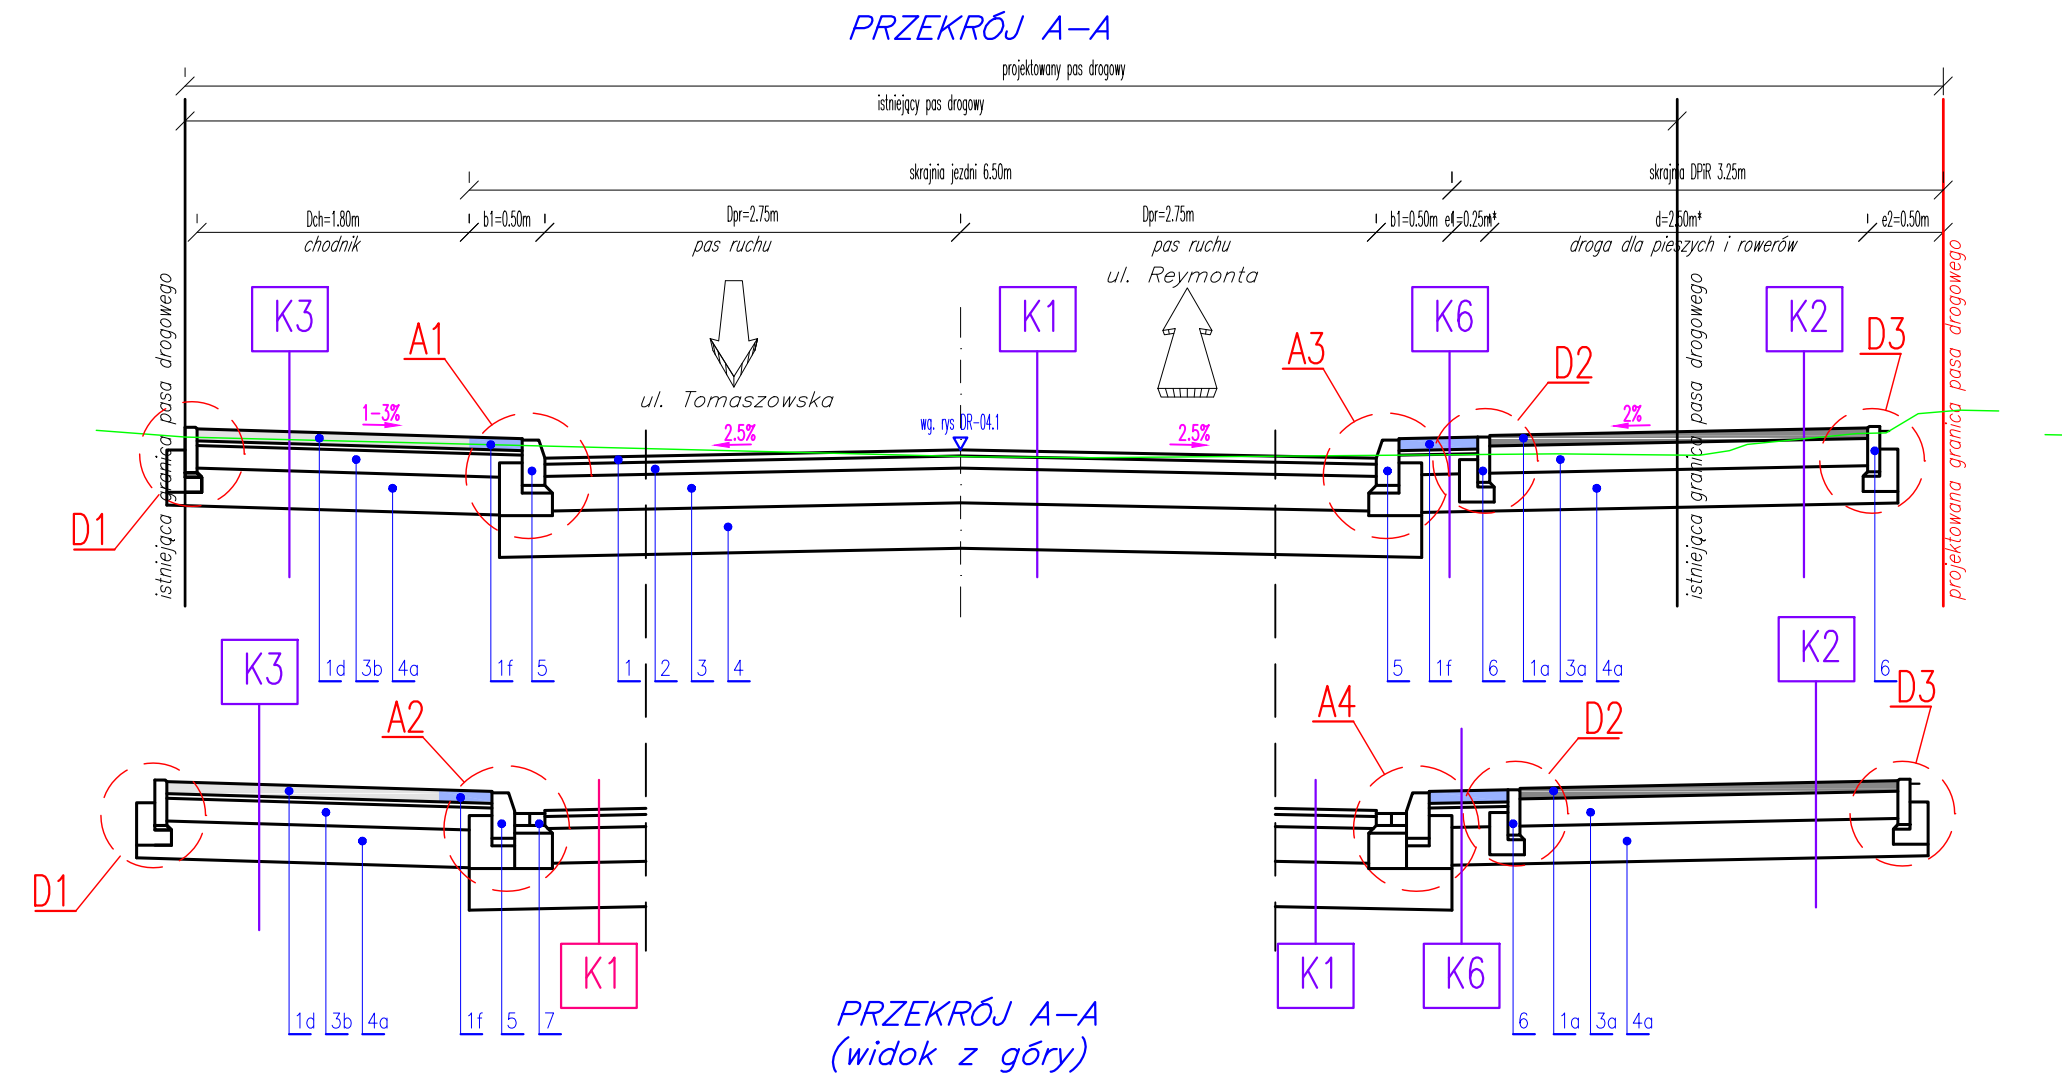 PRZEKRÓJ A-A
projektowany pas drogowy
istniejący pas drogowy
skrajnia jezdni 6.50m
skrajnia DPiR 3.25m
Dch=1.80m
b1=0.50m
Dpr=2.75m
Dpr=2.75m
b1=0.50m
e1=0.25m*
d=2.50m*
e2=0.50m
chodnik
pas ruchu
pas ruchu
droga dla pieszych i rowerów
ul. Reymonta
ul. Tomaszowska
istniejąca granica pasa drogowego
istniejąca granica pasa drogowego
projektowana granica pasa drogowego
K3
K1
K6
K2
A1
A3
D2
D3
D1
1-3%
2.5%
wg. rys DR-04.1
2.5%
2%
1d
3b
4a
1f
5
1
2
3
4
5
1f
6
1a
3a
4a
6
K3
K2
A2
A4
D2
D3
D1
K1
K1
K6
1d
3b
4a
1f
5
7
6
1a
3a
4a
PRZEKRÓJ A-A
(widok z góry)